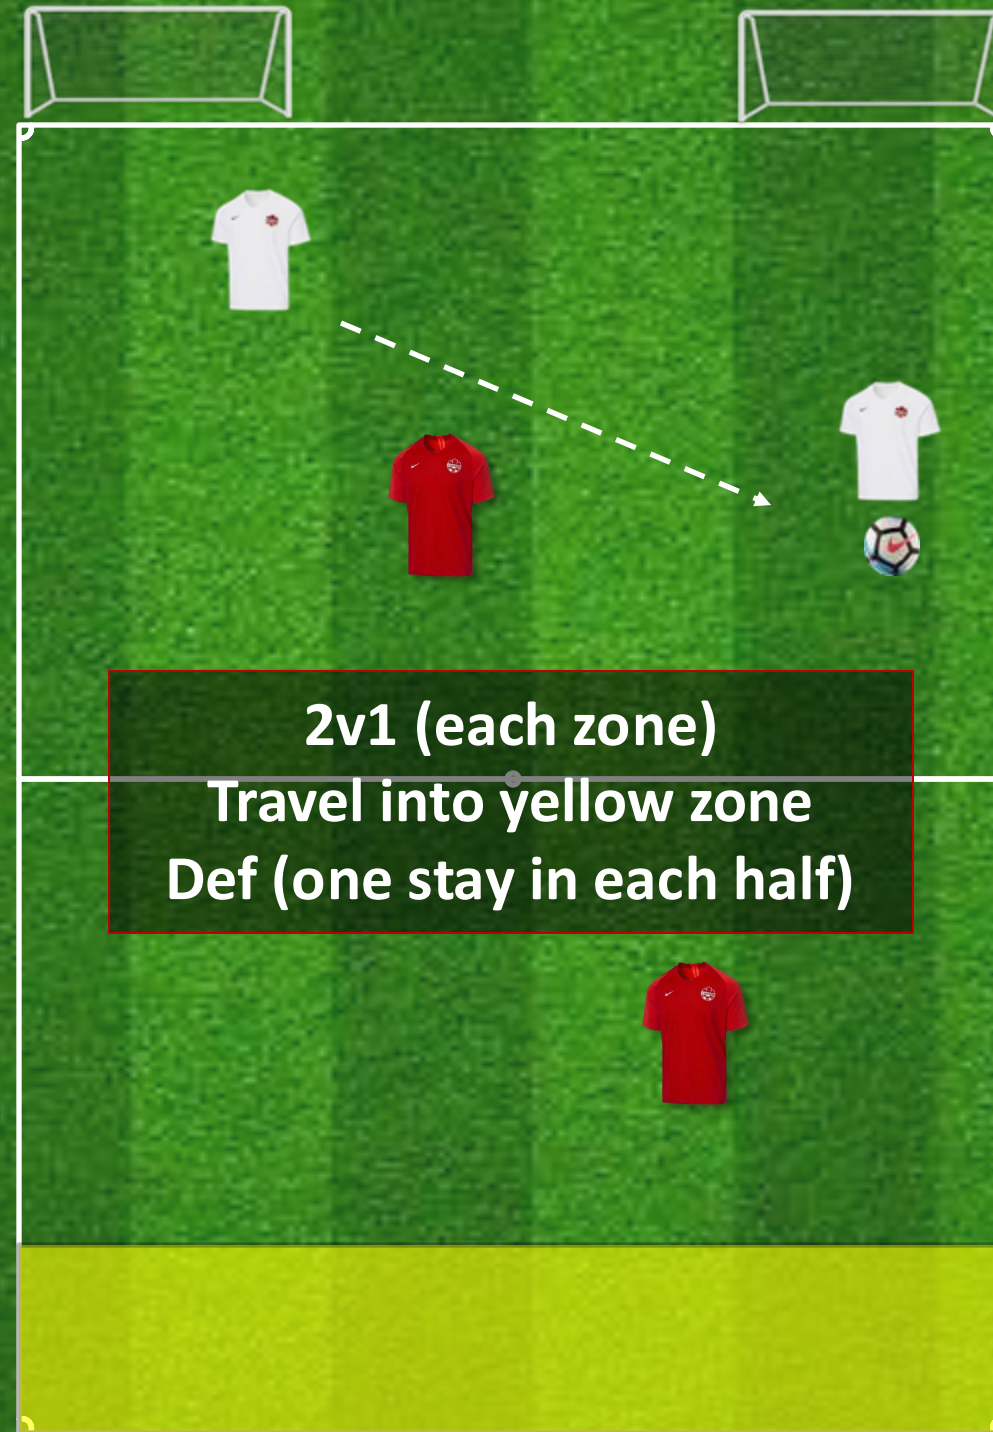 2v1 (each zone)
Travel into yellow zone
Def (one stay in each half)